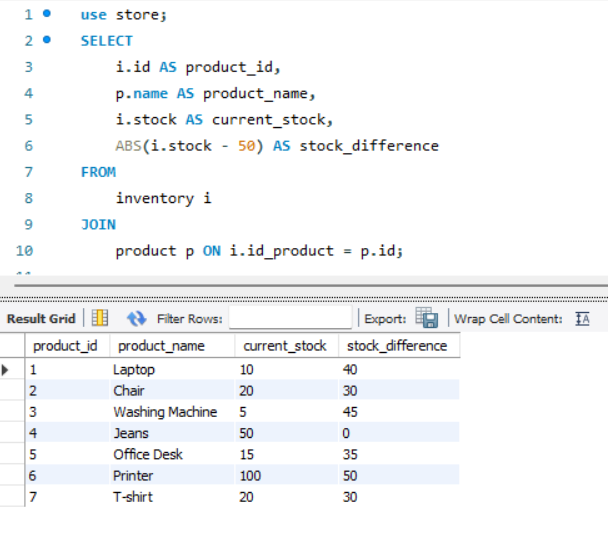 1 use store;
2 SELECT
3 i.id AS product_id,
4 p.name AS product_name,
5 i.stock AS current_stock,
6 ABS(i.stock - 50) AS stock_difference
7 FROM
8 inventory i
9 JOIN
10 product p ON i.id_product = p.id;
Result Grid Filter Rows: Export: Wrap Cell Content: IA
product_id product_name current_stock stock_difference
1 Laptop 10 40
2 Chair 20 30
3 Washing Machine 5 45
4 Jeans 50 0
5 Office Desk 15 35
6 Printer 100 50
7 T-shirt 20 30